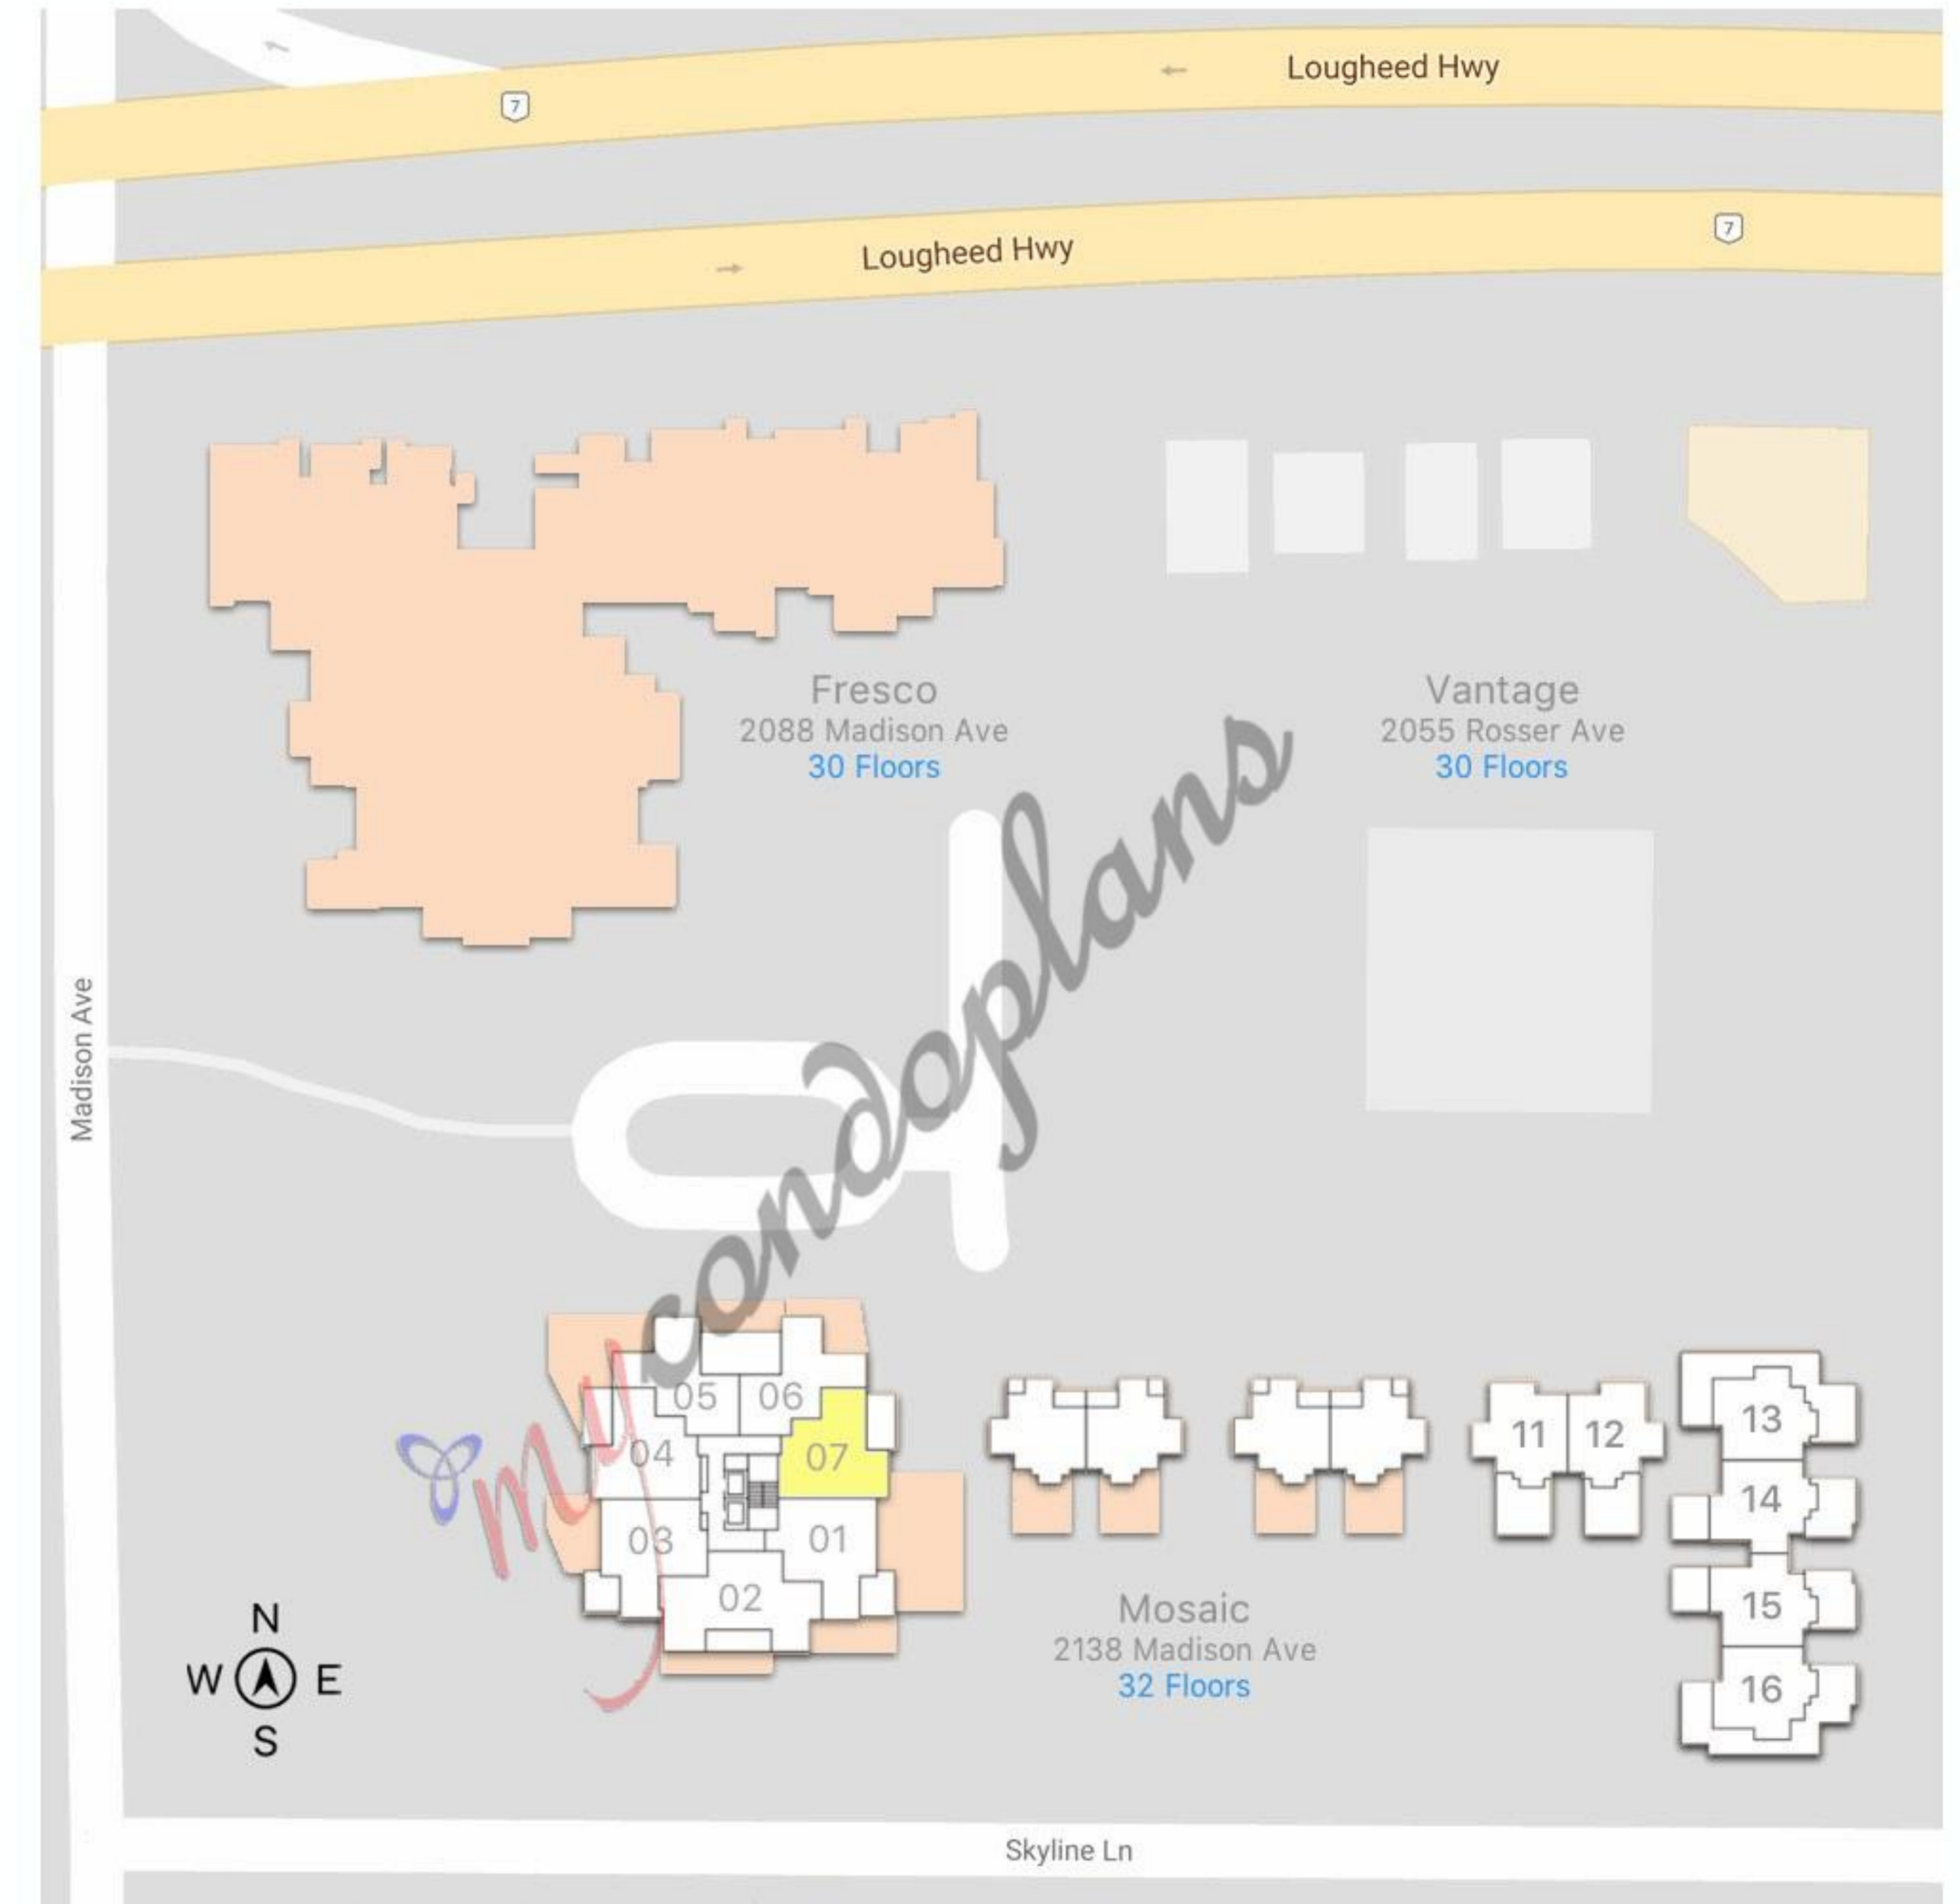 Lougheed Hwy
7
7
Lougheed Hwy
Fresco
2088 Madison Ave
30 Floors
Vantage
2055 Rosser Ave
30 Floors
Madison Ave
mycondoplans
05
06
04
07
03
01
02
11
12
13
14
15
16
Mosaic
2138 Madison Ave
32 Floors
N
W
E
S
Skyline Ln